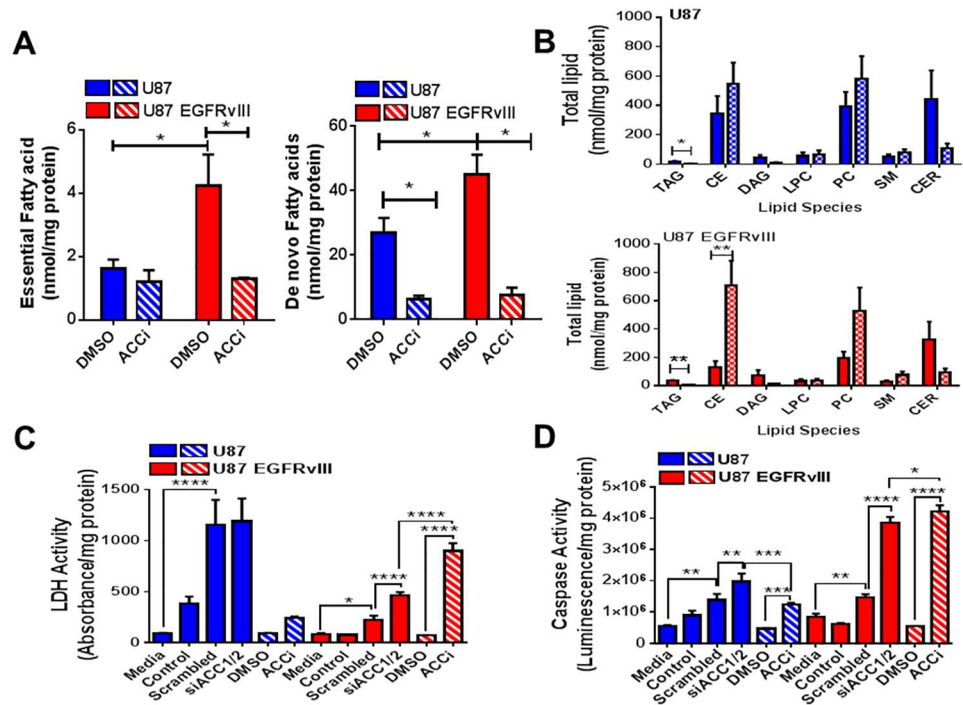 A
U87
U87 EGFRvIII
Essential Fatty acid
(nmol/mg protein)
6
4
2
0
*
*
DMSO
ACCi
DMSO
ACCi
U87
U87 EGFRvIII
De novo Fatty acids
(nmol/mg protein)
60
40
20
0
*
*
*
DMSO
ACCi
DMSO
ACCi
B
U87
Total lipid
(nmol/mg protein)
1000
800
600
400
200
0
*
TAG
CE
DAG
LPC
PC
SM
CER
Lipid Species
U87 EGFRvIII
Total lipid
(nmol/mg protein)
1000
800
600
400
200
0
**
**
TAG
CE
DAG
LPC
PC
SM
CER
Lipid Species
C
U87
U87 EGFRvIII
LDH Activity
(Absorbance/mg protein)
1500
1000
500
0
****
*
****
****
****
Media
Control
Scrambled
siACC1/2
DMSO
ACCi
Media
Control
Scrambled
siACC1/2
DMSO
ACCi
D
U87
U87 EGFRvIII
Caspase Activity
(Luminescence/mg protein)
5×10⁶
4×10⁶
3×10⁶
2×10⁶
1×10⁶
0
**
**
***
***
**
****
*
****
Media
Control
Scrambled
siACC1/2
DMSO
ACCi
Media
Control
Scrambled
siACC1/2
DMSO
ACCi